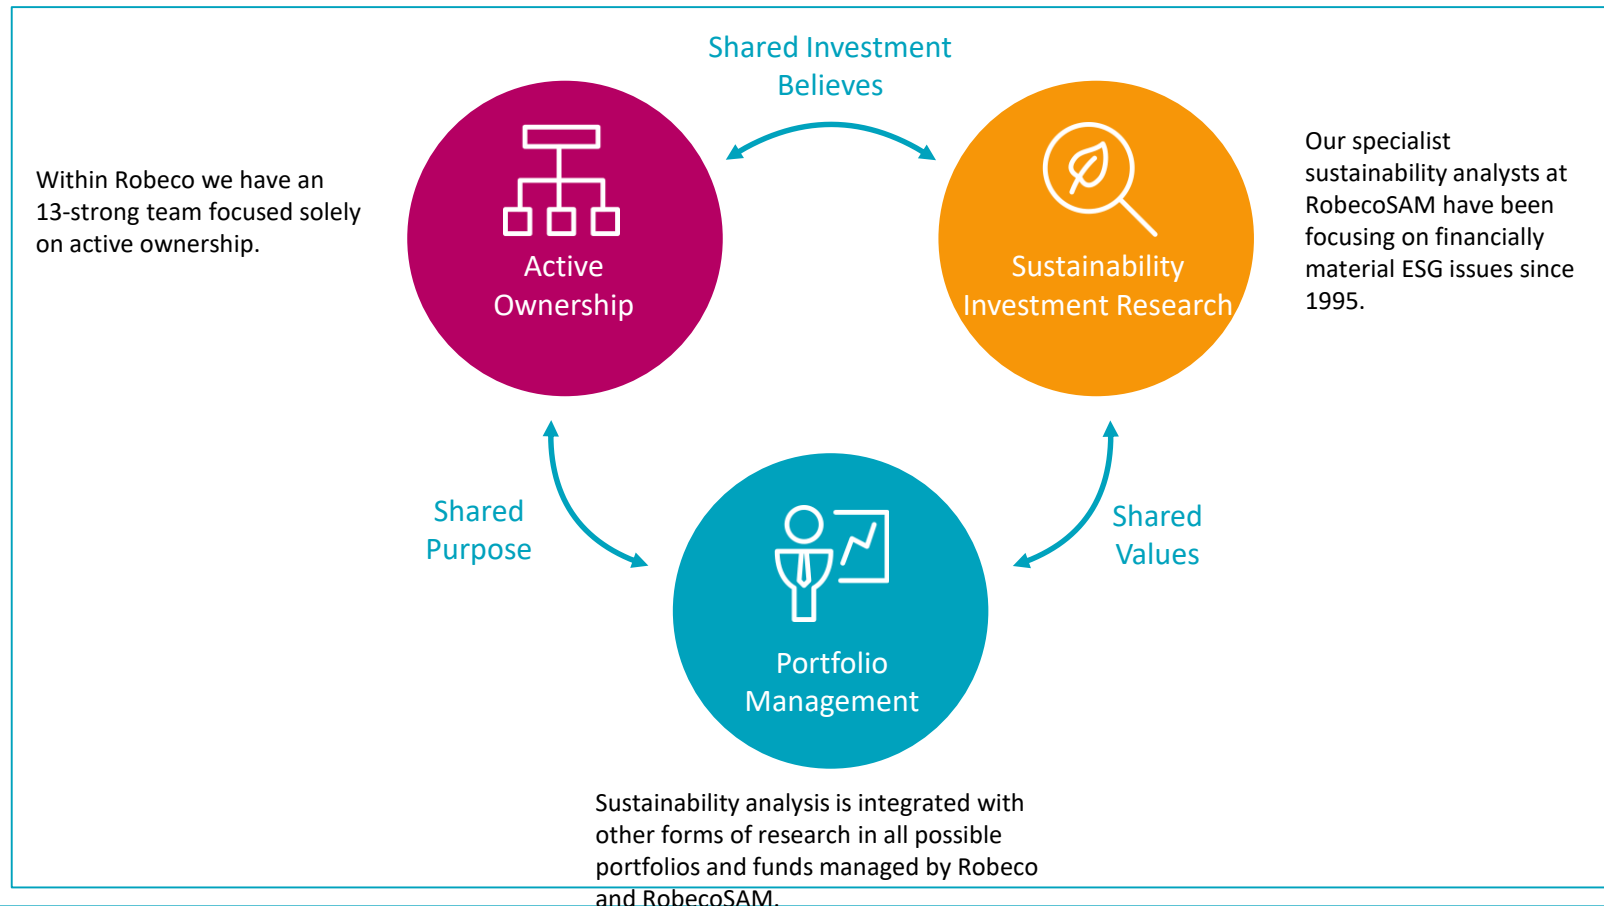 Shared Investment
Believes
Within Robeco we have an
13-strong team focused solely
on active ownership.
Active
Ownership
Sustainability
Investment Research
Our specialist
sustainability analysts at
RobecoSAM have been
focusing on financially
material ESG issues since
1995.
Shared
Purpose
Shared
Values
Portfolio
Management
Sustainability analysis is integrated with
other forms of research in all possible
portfolios and funds managed by Robeco
and RobecoSAM.